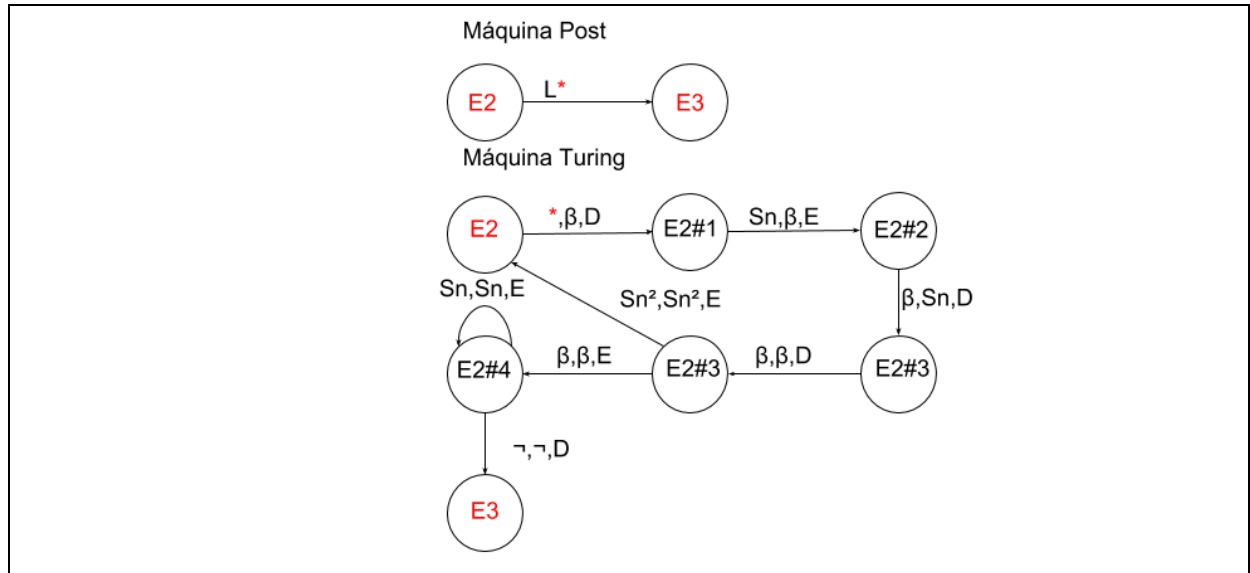 Máquina Post
E2 L* E3
Máquina Turing
E2 *,β,D E2#1 Sn,β,E E2#2
Sn,Sn,E Sn²,Sn²,E β,Sn,D
E2#4 β,β,E E2#3 β,β,D E2#3
¬,¬,D
E3